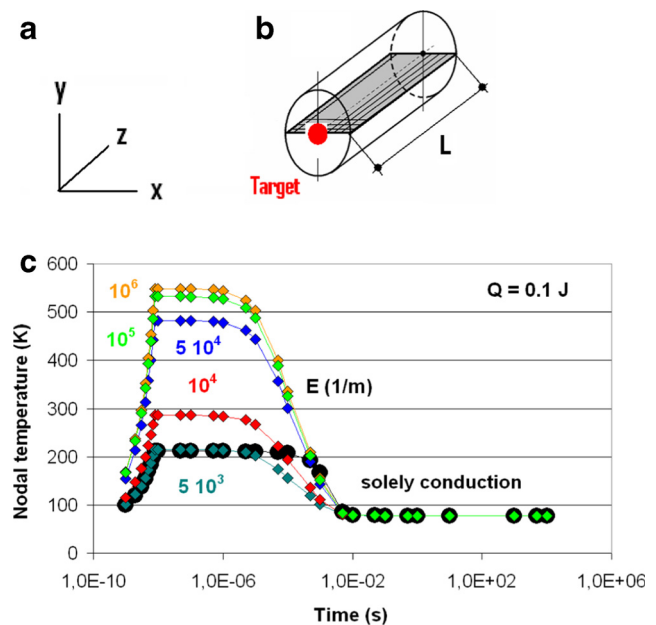 a
b
y
z
x
Target
L
c
600
500
400
300
200
100
0
Nodal temperature (K)
10⁶
10⁵
5 10⁴
10⁴
5 10³
Q = 0.1 J
E (1/m)
solely conduction
1,0E-10 1,0E-06 1,0E-02 1,0E+02 1,0E+06
Time (s)